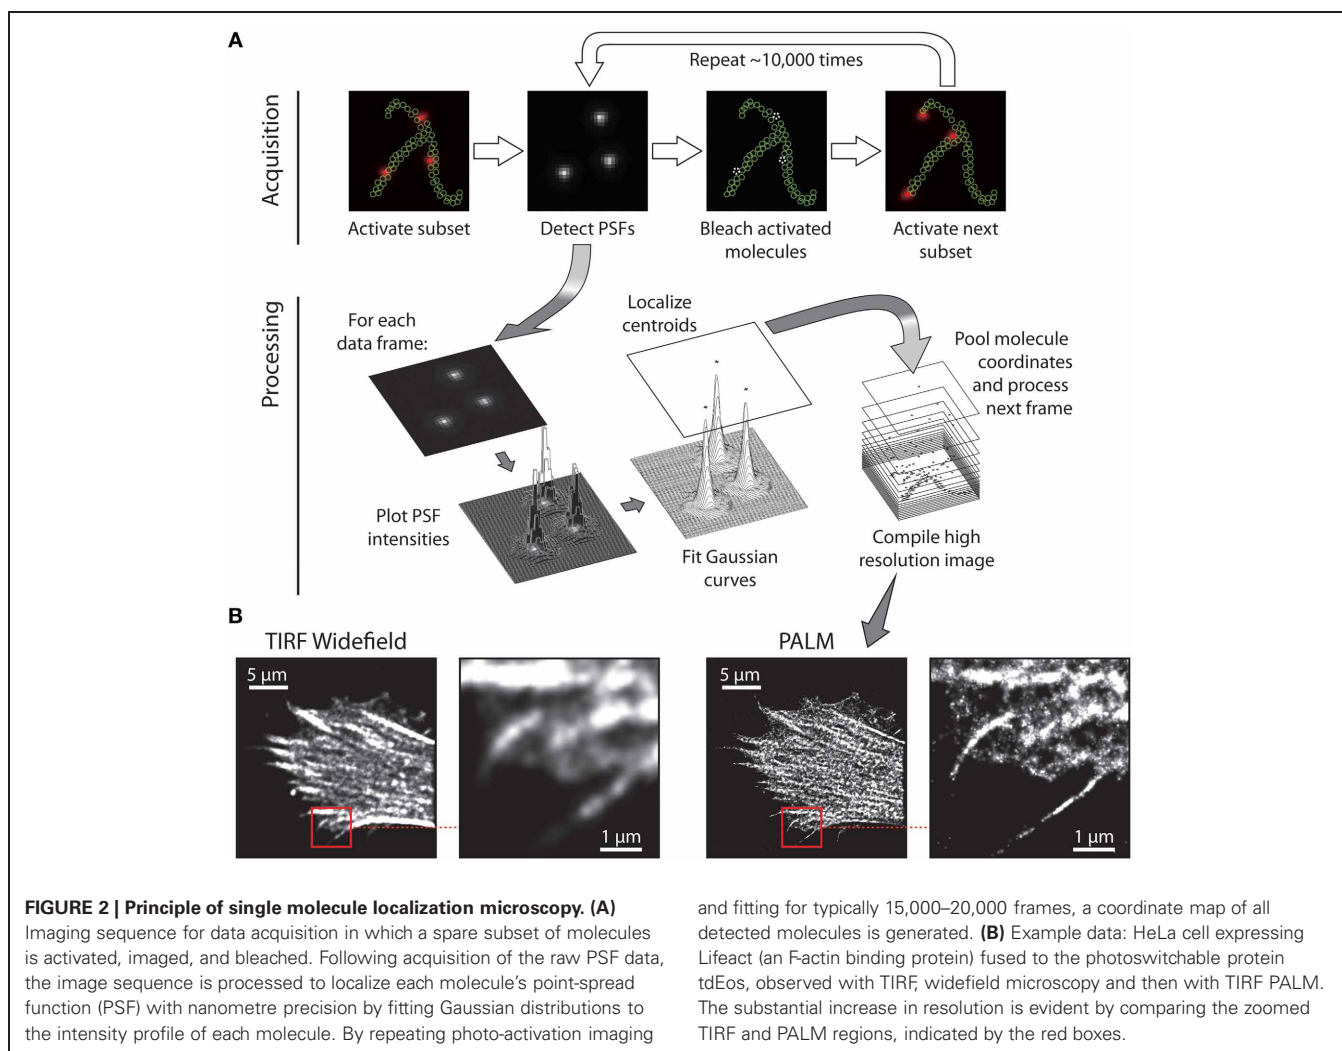 A
Repeat ~10,000 times
Acquisition
Activate subset
Detect PSFs
Bleach activated
molecules
Activate next
subset
Processing
For each
data frame:
Localize
centroids
Pool molecule
coordinates
and process
next frame
Plot PSF
intensities
Fit Gaussian
curves
Compile high
resolution image
B
TIRF Widefield
PALM
5 µm
1 µm
5 µm
1 µm
FIGURE 2 | Principle of single molecule localization microscopy. (A)
Imaging sequence for data acquisition in which a spare subset of molecules
is activated, imaged, and bleached. Following acquisition of the raw PSF data,
the image sequence is processed to localize each molecule's point-spread
function (PSF) with nanometre precision by fitting Gaussian distributions to
the intensity profile of each molecule. By repeating photo-activation imaging
and fitting for typically 15,000–20,000 frames, a coordinate map of all
detected molecules is generated. (B) Example data: HeLa cell expressing
Lifeact (an F-actin binding protein) fused to the photoswitchable protein
tdEos, observed with TIRF, widefield microscopy and then with TIRF PALM.
The substantial increase in resolution is evident by comparing the zoomed
TIRF and PALM regions, indicated by the red boxes.